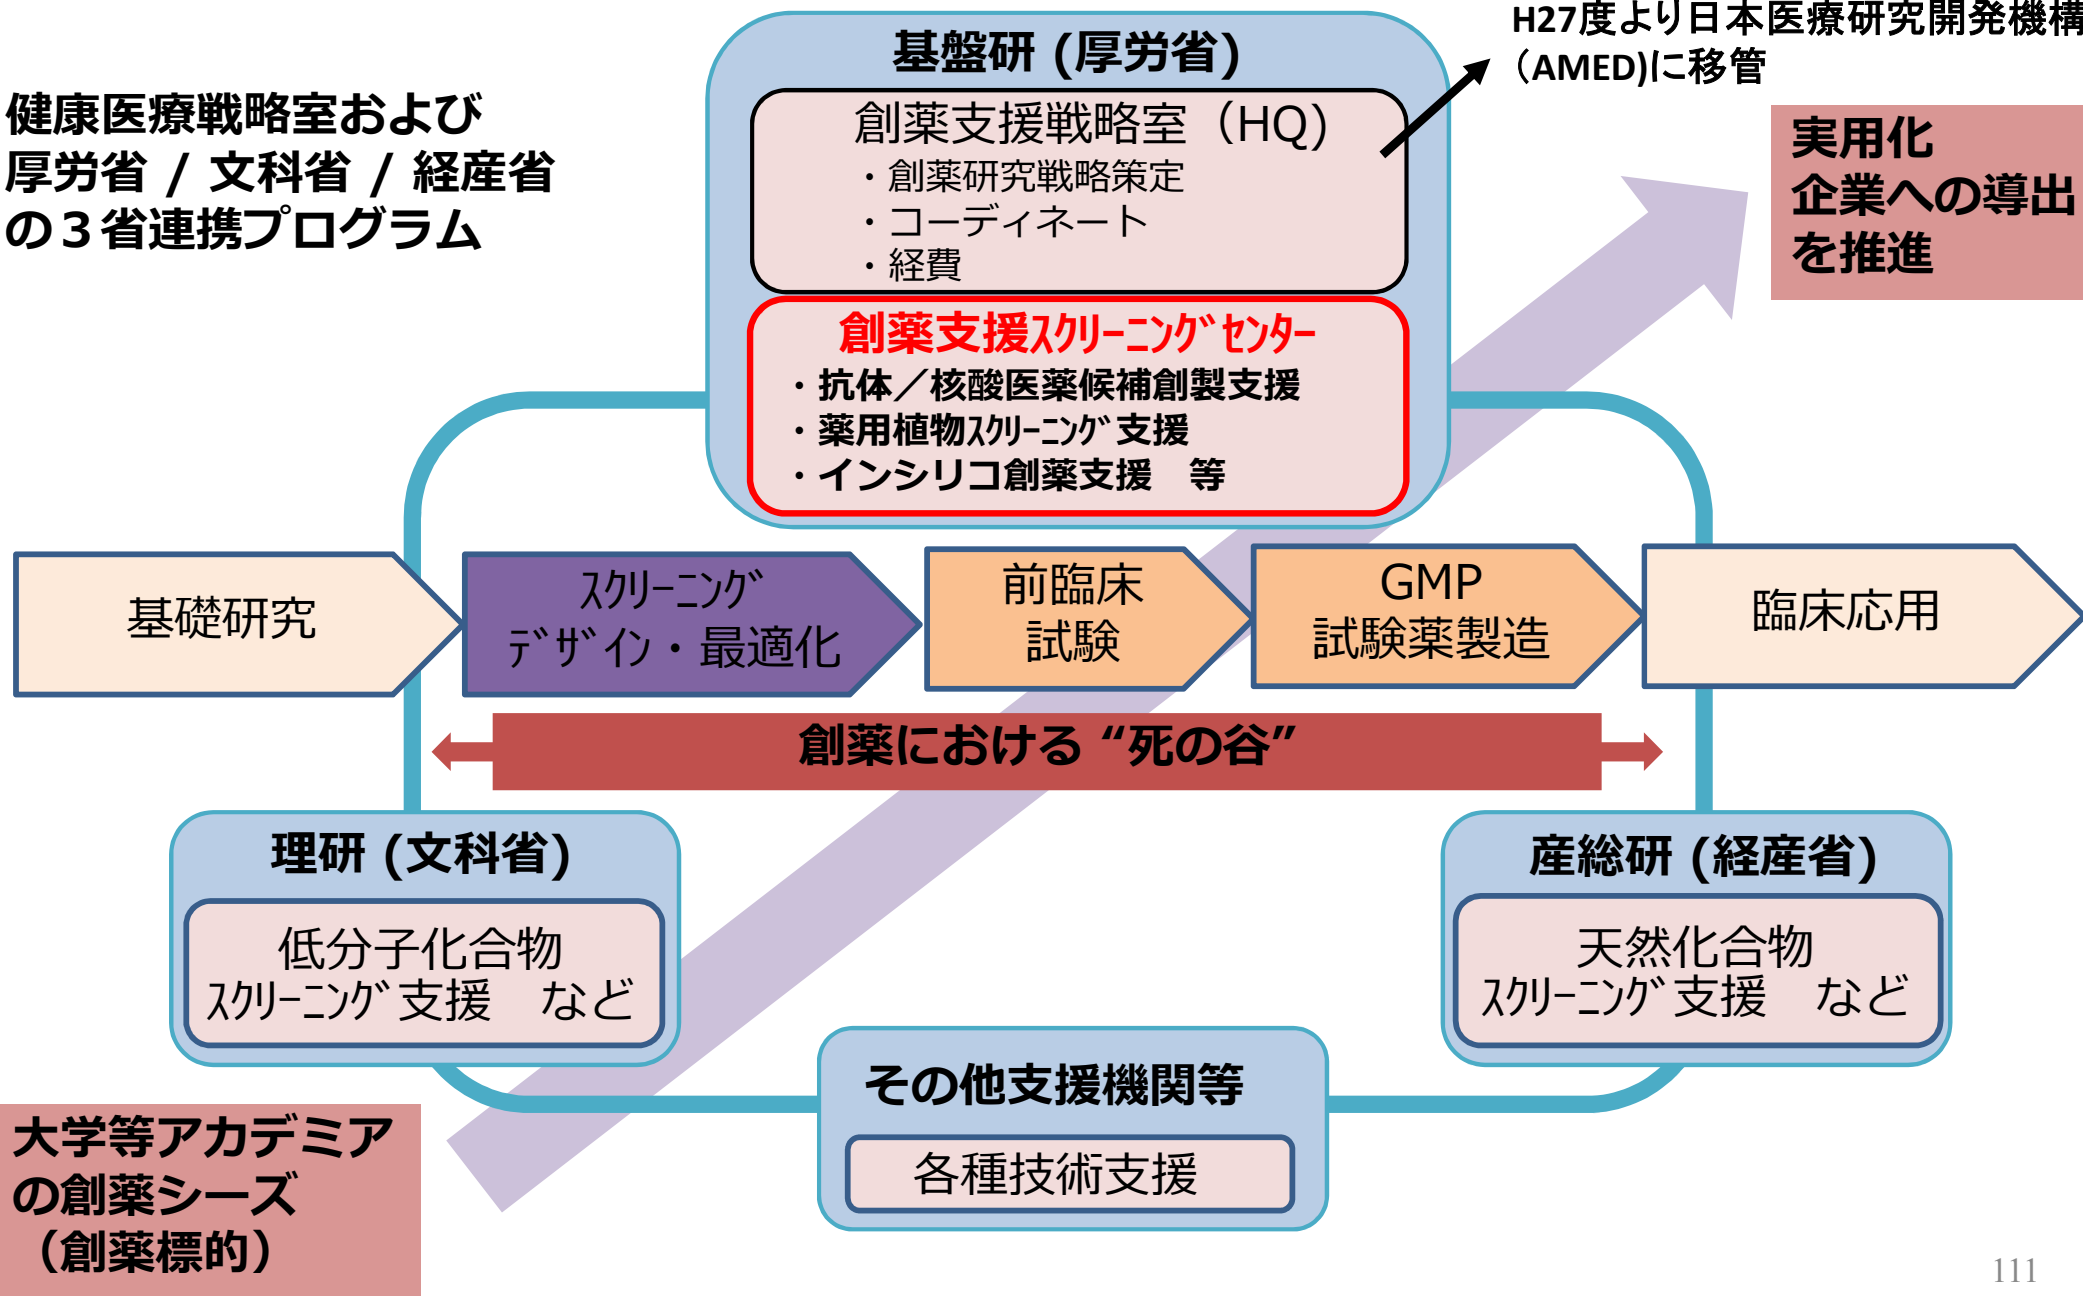 H27度より日本医療研究開発機構
（AMED)に移管
基盤研 (厚労省)
健康医療戦略室および
厚労省 / 文科省 / 経産省
の３省連携プログラム
創薬支援戦略室（HQ）
・創薬研究戦略策定
・コーディネート
・経費
実用化
企業への導出
を推進
創薬支援ｽｸﾘｰﾆﾝｸﾞｾﾝﾀｰ
・抗体／核酸医薬候補創製支援
・薬用植物ｽｸﾘｰﾆﾝｸﾞ支援
・インシリコ創薬支援　等
基礎研究
ｽｸﾘｰﾆﾝｸﾞ
ﾃﾞｻﾞｲﾝ・最適化
前臨床
試験
GMP
試験薬製造
臨床応用
創薬における “死の谷”
理研 (文科省)
低分子化合物
ｽｸﾘｰﾆﾝｸﾞ支援　など
産総研 (経産省)
天然化合物
ｽｸﾘｰﾆﾝｸﾞ支援　など
その他支援機関等
各種技術支援
大学等アカデミア
の創薬シーズ
（創薬標的）
111